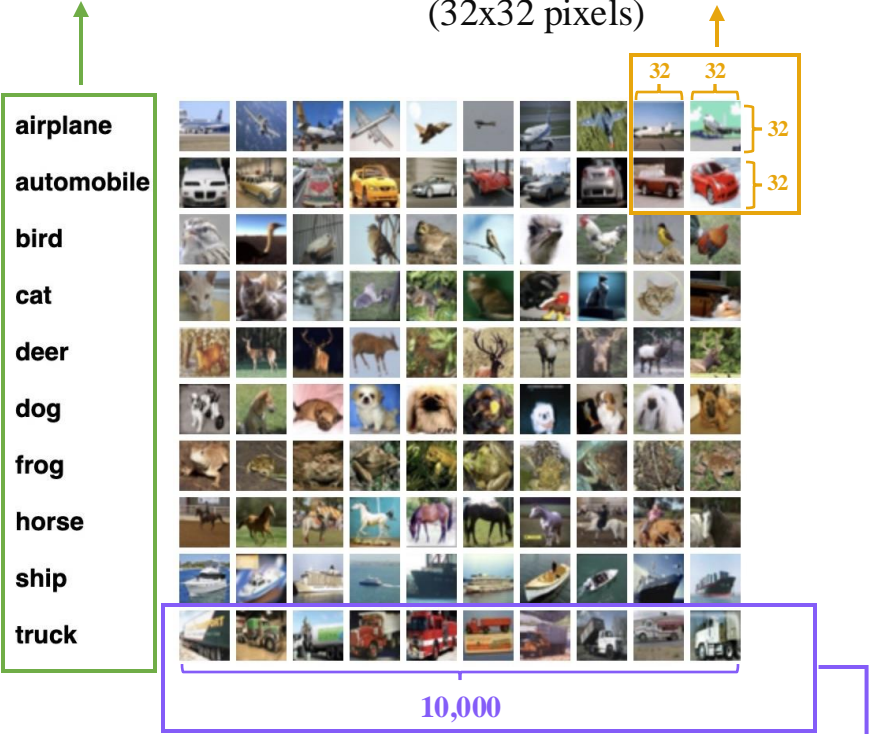 (32x32 pixels)
32 32
airplane
32
automobile
32
bird
cat
deer
dog
frog
horse
ship
truck
10,000